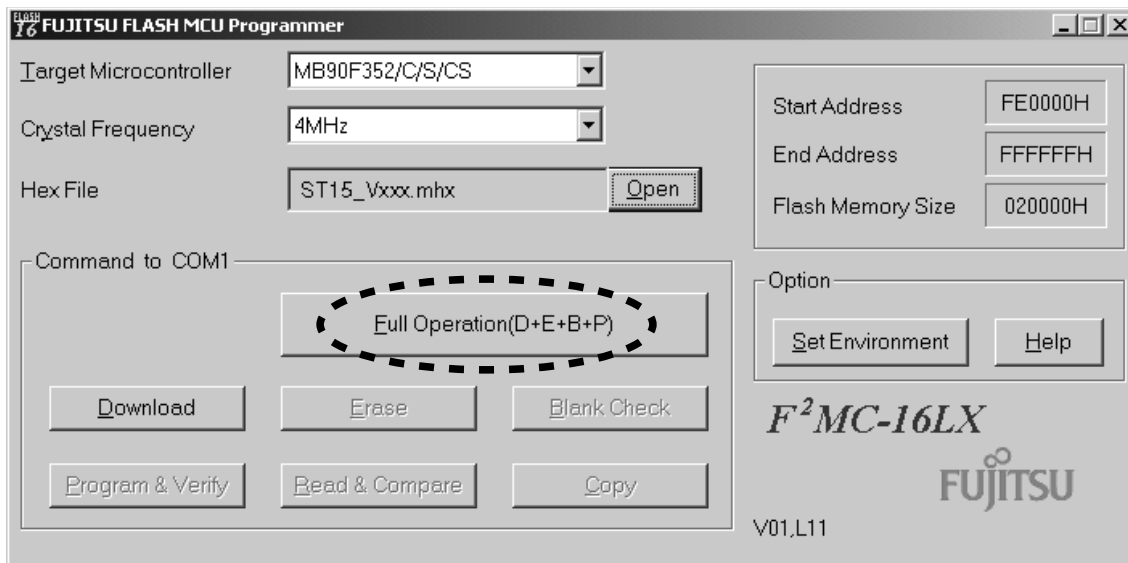 FLASH
16 FUJITSU FLASH MCU Programmer
Target Microcontroller
MB90F352/C/S/CS
Crystal Frequency
4MHz
Hex File
ST15_Vxxx.mhx
Open
Start Address
FE0000H
End Address
FFFFFFH
Flash Memory Size
020000H
Command to COM1
Full Operation(D+E+B+P)
Download
Erase
Blank Check
Program & Verify
Read & Compare
Copy
Option
Set Environment
Help
F²MC-16LX
FUJITSU
V01,L11